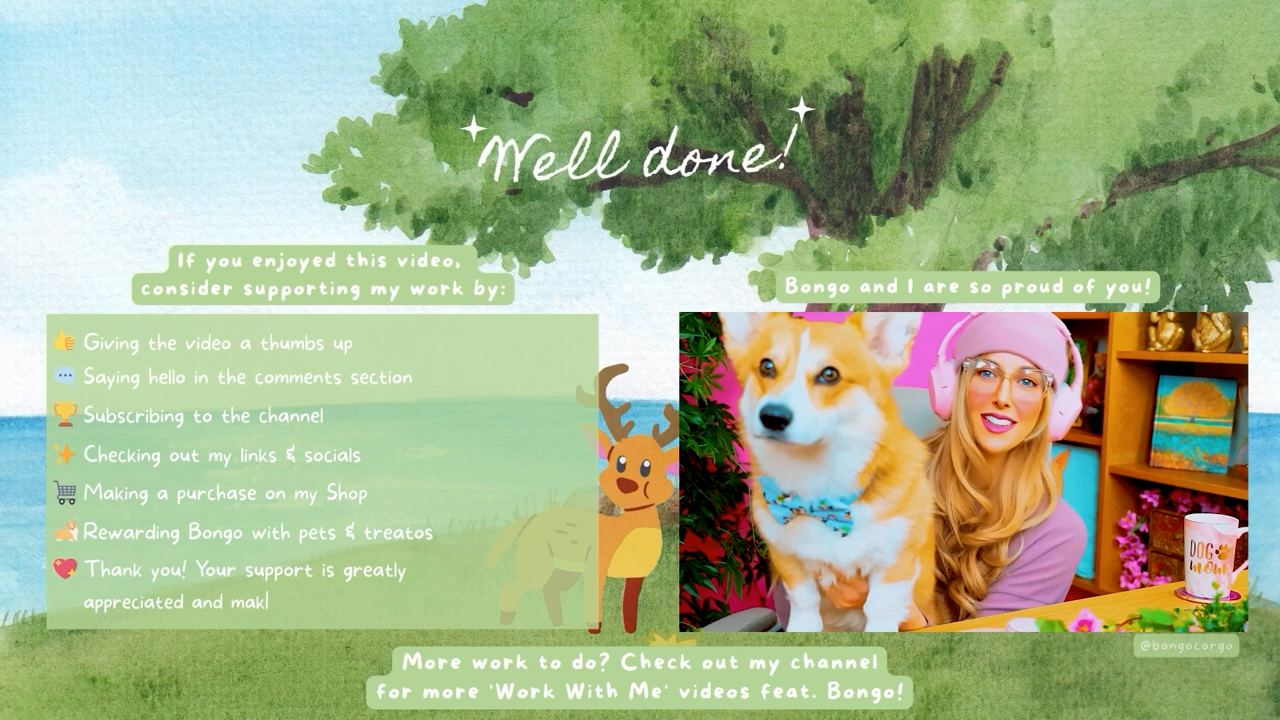 Well done!
If you enjoyed this video,
consider supporting my work by:
Giving the video a thumbs up
Saying hello in the comments section
Subscribing to the channel
Checking out my links & socials
Making a purchase on my Shop
Rewarding Bongo with pets & treatos
Thank you! Your support is greatly
appreciated and mak
Bongo and I are so proud of you!
DOG
mom
@bongocorgo
More work to do? Check out my channel
for more 'Work With Me' videos feat. Bongo!